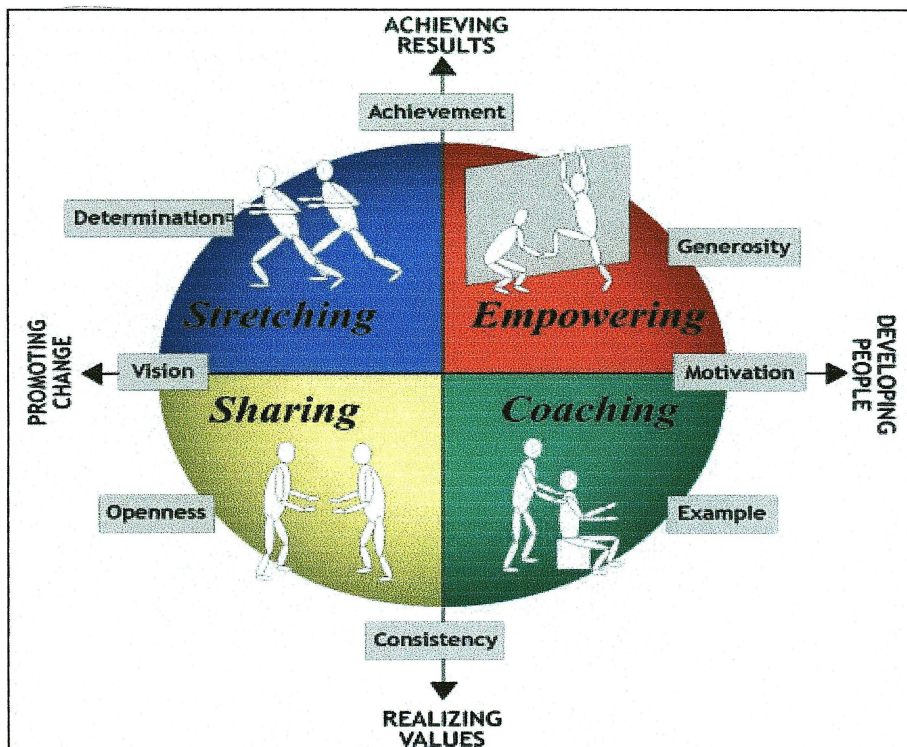 ACHIEVING
RESULTS
Achievement
Determination
Generosity
Stretching
Empowering
PROMOTING
CHANGE
Vision
Motivation
DEVELOPING
PEOPLE
Sharing
Coaching
Openness
Example
Consistency
REALIZING
VALUES